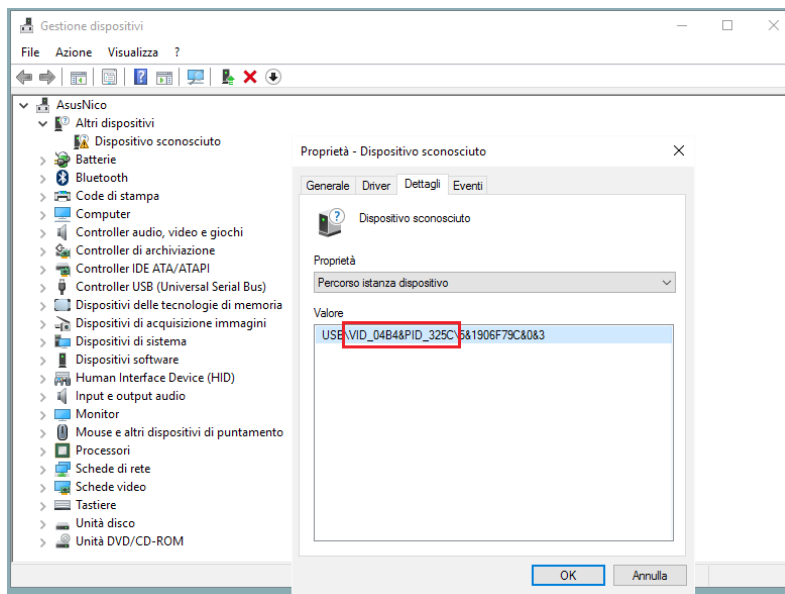 Gestione dispositivi
File Azione Visualizza ?
AsusNico
Altri dispositivi
Dispositivo sconosciuto
Batterie
Bluetooth
Code di stampa
Computer
Controller audio, video e giochi
Controller di archiviazione
Controller IDE ATA/ATAPI
Controller USB (Universal Serial Bus)
Dispositivi delle tecnologie di memoria
Dispositivi di acquisizione immagini
Dispositivi di sistema
Dispositivi software
Human Interface Device (HID)
Input e output audio
Monitor
Mouse e altri dispositivi di puntamento
Processori
Schede di rete
Schede video
Tastiere
Unità disco
Unità DVD/CD-ROM
Proprietà - Dispositivo sconosciuto
Generale Driver Dettagli Eventi
Dispositivo sconosciuto
Proprietà
Percorso istanza dispositivo
Valore
USB\VID_04B4&PID_325C\5&1906F79C&0&3
OK Annulla